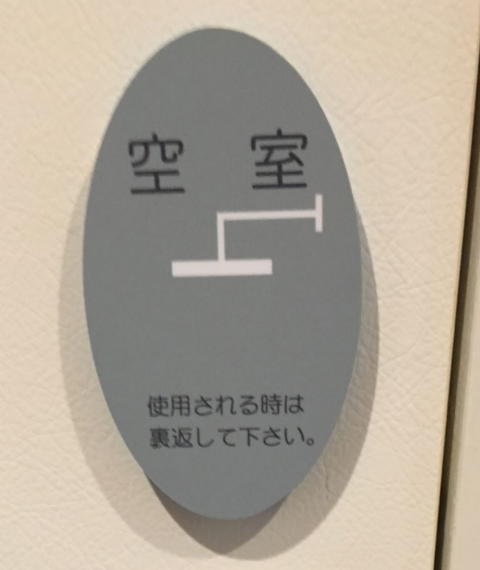 空室
使用される時は
裏返して下さい。